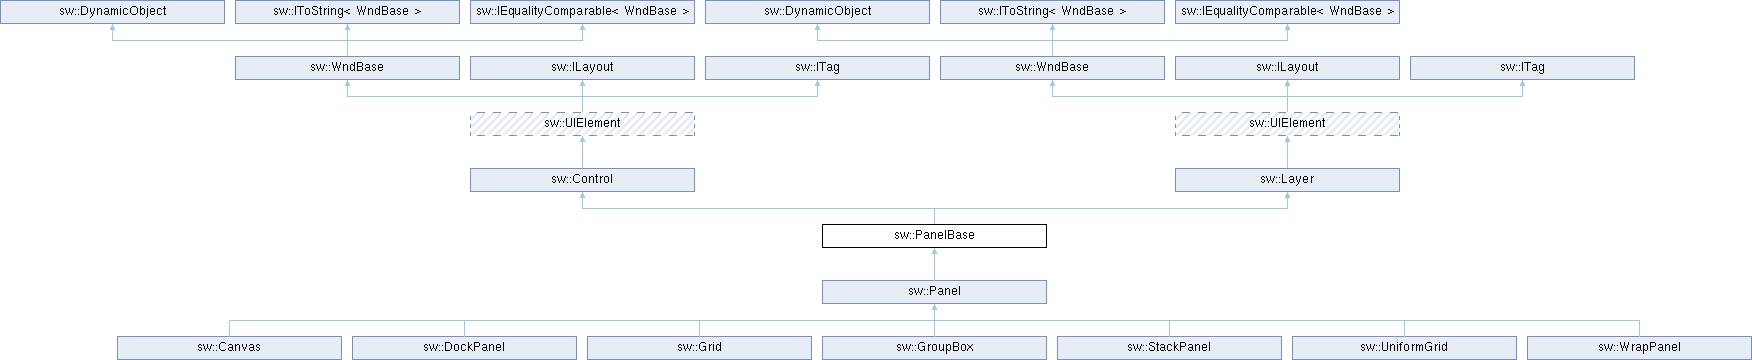 sw::DynamicObject
sw::IToString< WndBase >
sw::IEqualityComparable< WndBase >
sw::DynamicObject
sw::IToString< WndBase >
sw::IEqualityComparable< WndBase >
sw::WndBase
sw::ILayout
sw::ITag
sw::WndBase
sw::ILayout
sw::ITag
sw::UIElement
sw::UIElement
sw::Control
sw::Layer
sw::PanelBase
sw::Panel
sw::Canvas
sw::DockPanel
sw::Grid
sw::GroupBox
sw::StackPanel
sw::UniformGrid
sw::WrapPanel